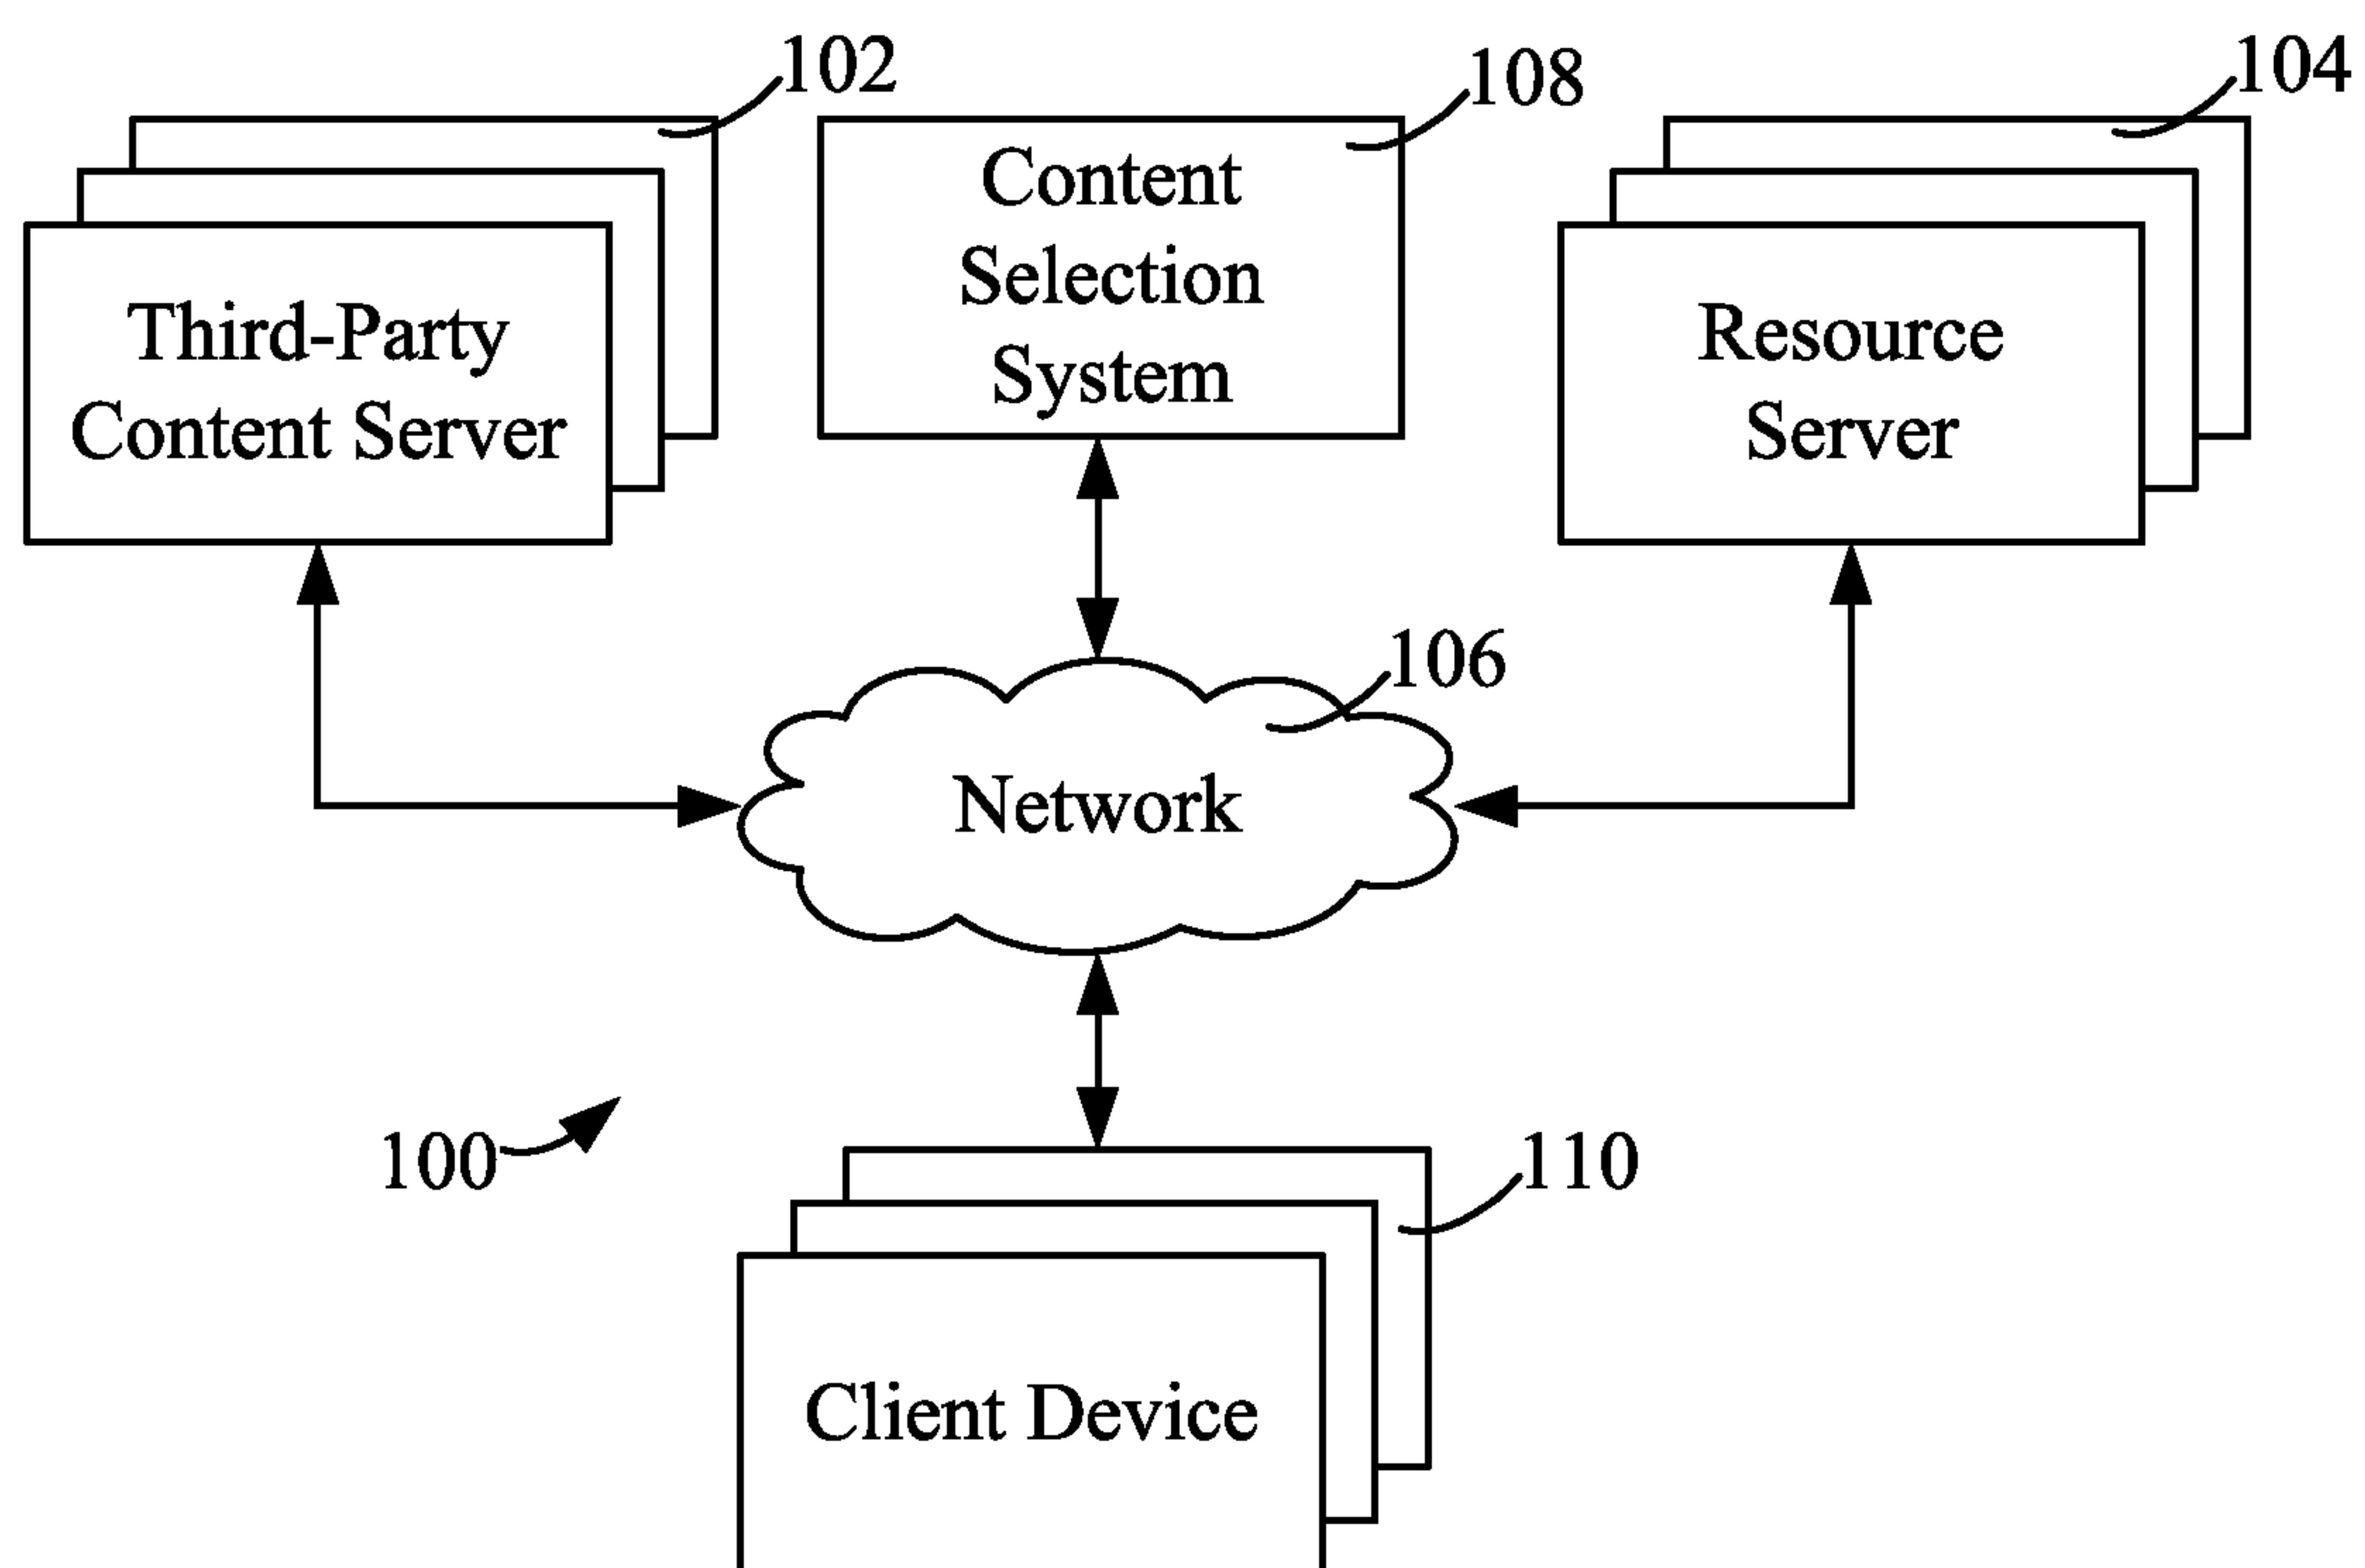 102
108
104
Third-Party
Content Server
Content
Selection
System
Resource
Server
106
Network
100
110
Client Device